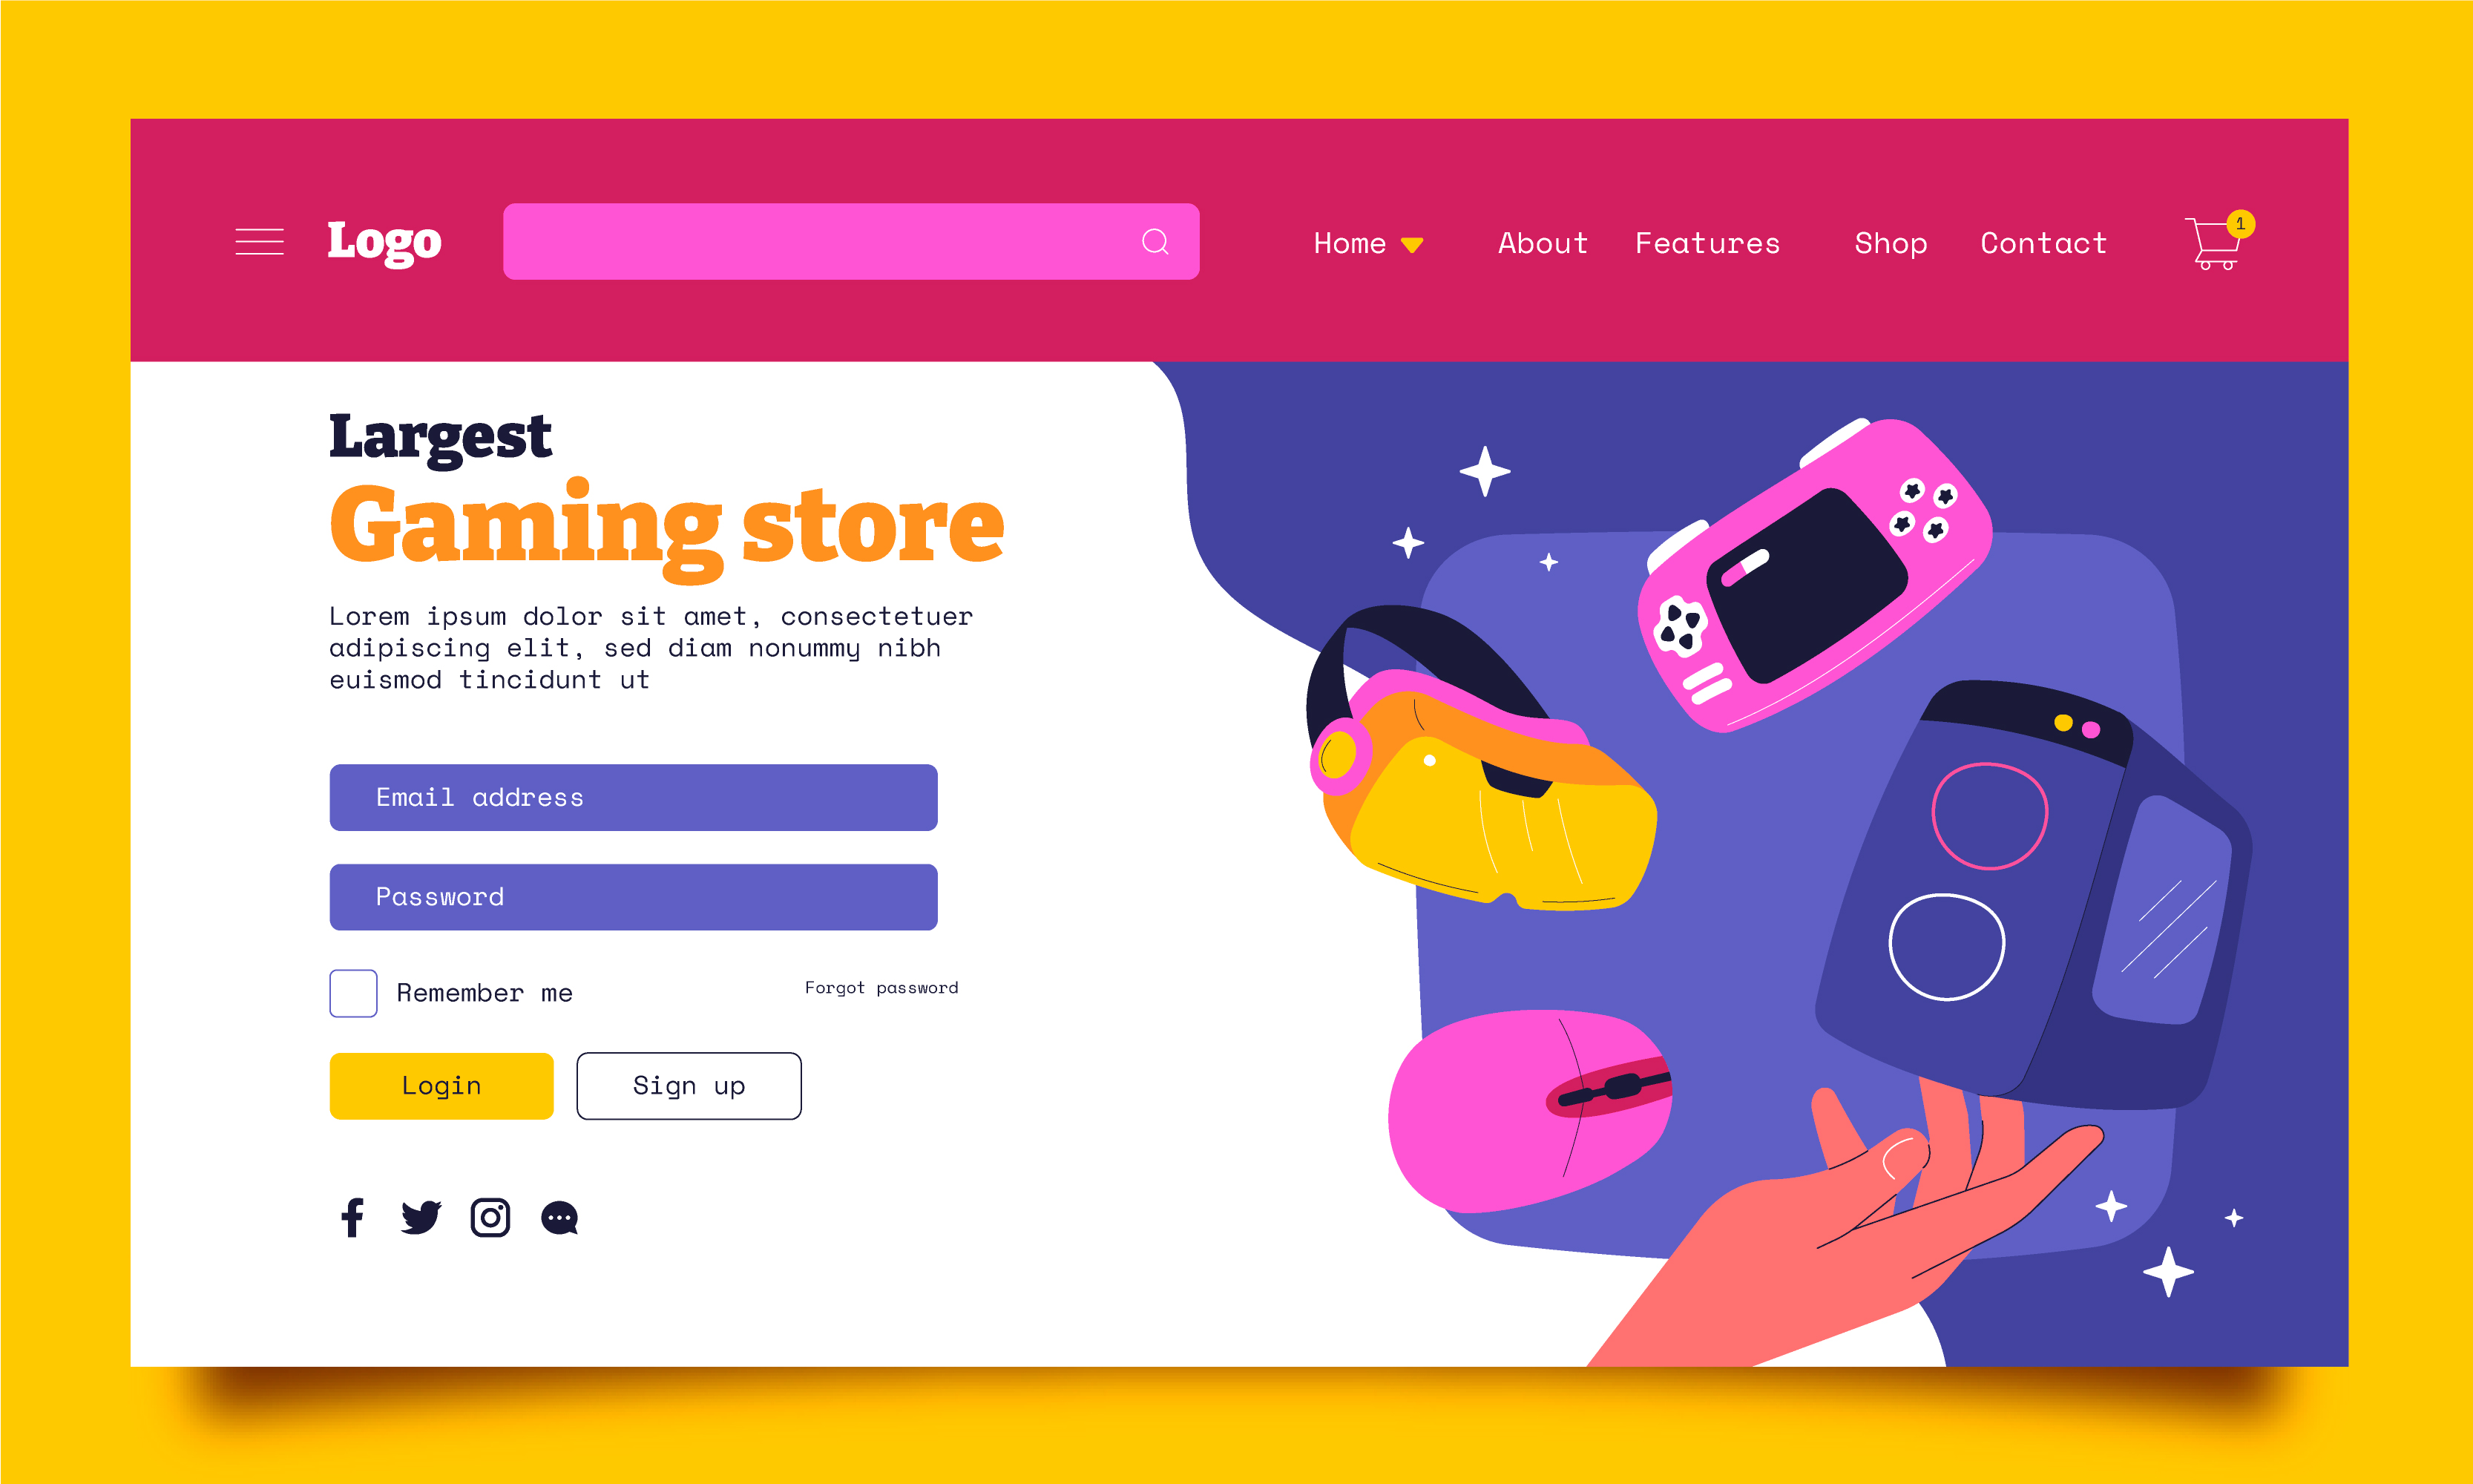 Logo
Home About Features Shop Contact 1
Largest
Gaming store
Lorem ipsum dolor sit amet, consectetuer
adipiscing elit, sed diam nonummy nibh
euismod tincidunt ut
Email address
Password
Remember me
Forgot password
Login
Sign up